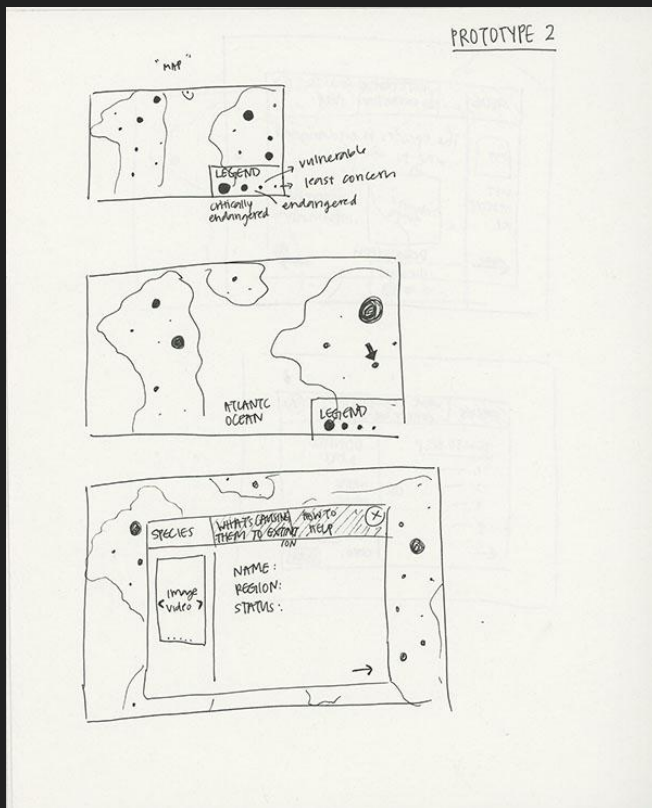 PROTOTYPE 2
"MAP"
LEGEND
vulnerable
least concern
endangered
critically
endangered
ATLANTIC
OCEAN
LEGEND
SPECIES
WHAT'S CAUSING
THEM TO EXTINT
ION
HOW TO
HELP
X
Image
< video >
NAME:
REGION:
STATUS: